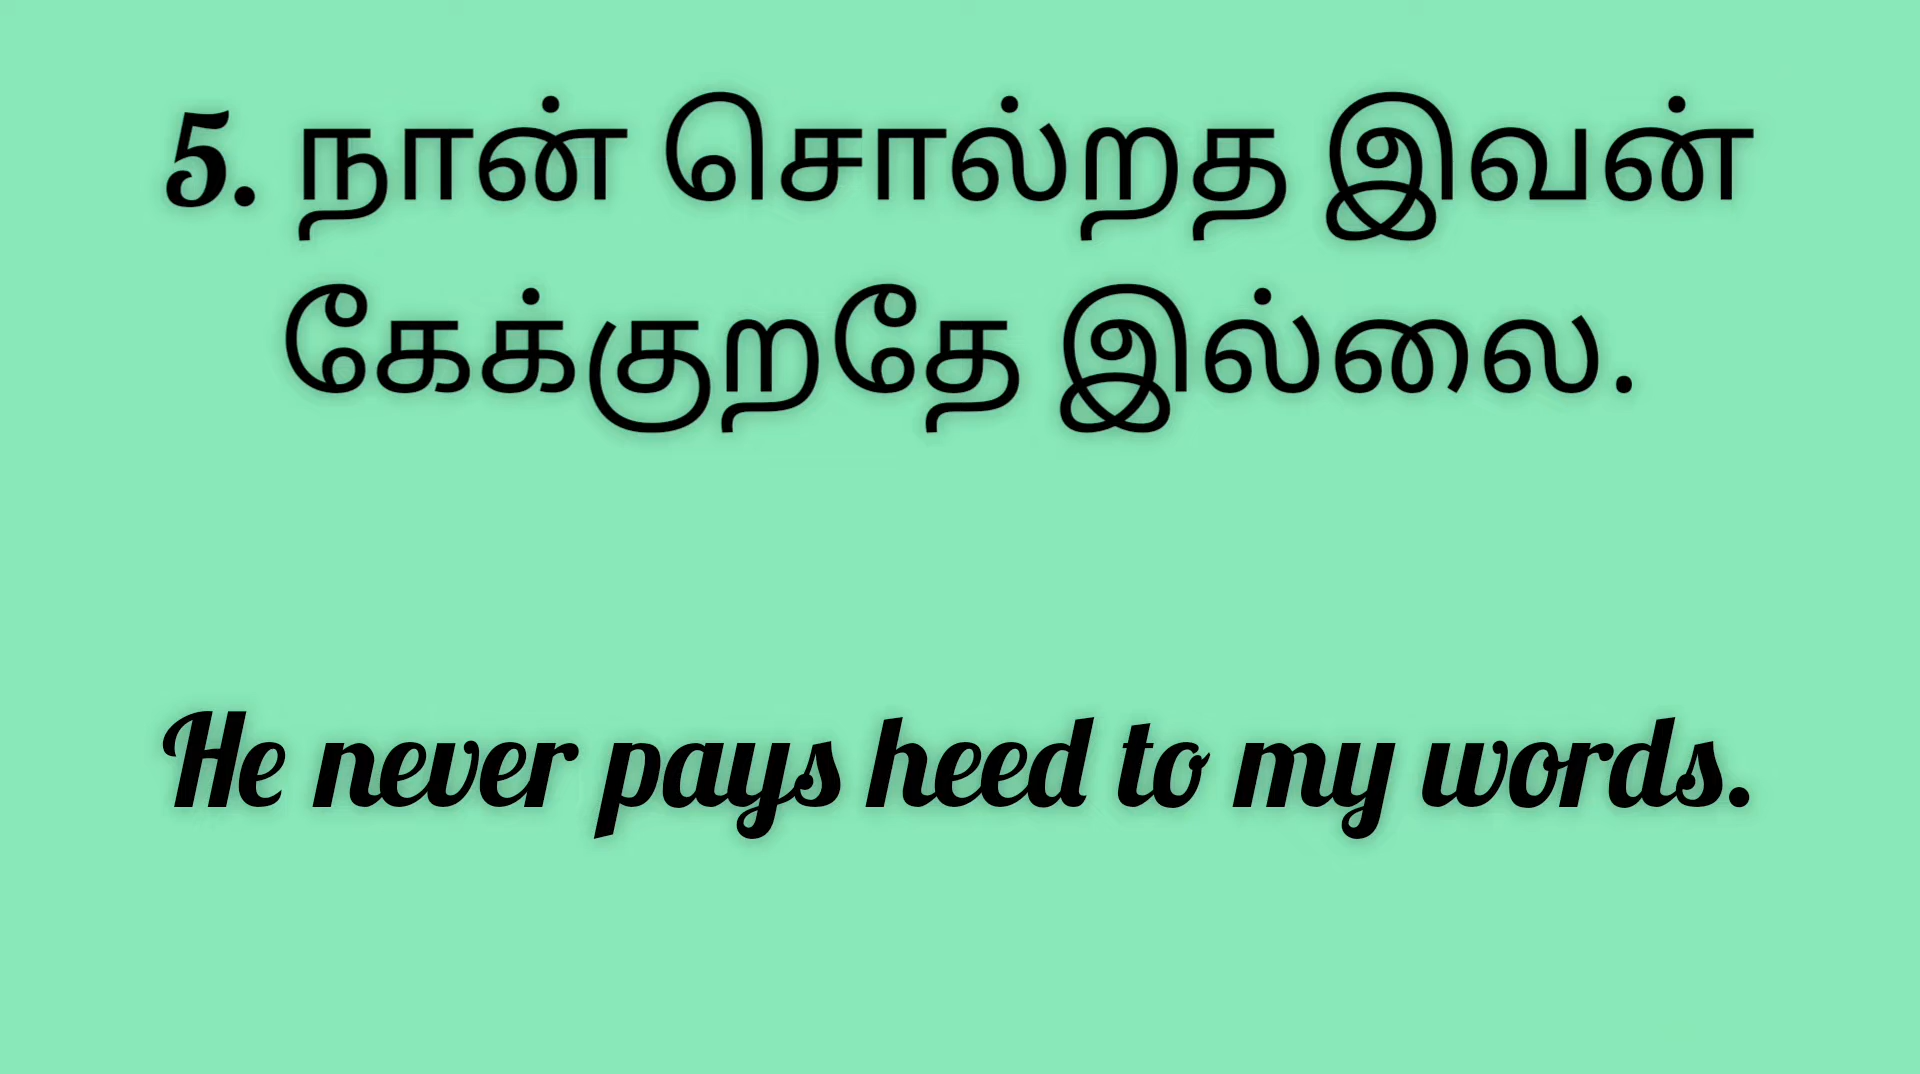 5. நான் சொல்றத இவன்
கேக்குறதே இல்லை.
He never pays heed to my words.